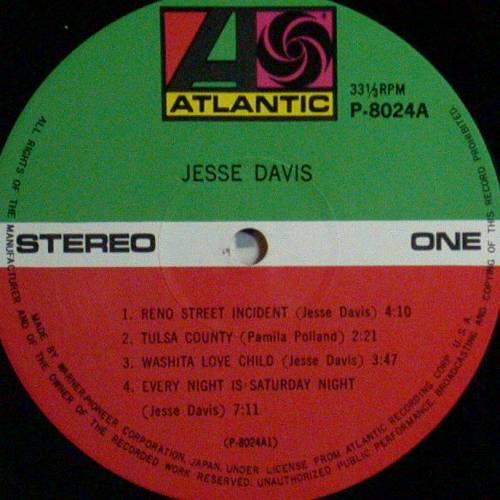 ATLANTIC
33⅓RPM
P-8024A
JESSE DAVIS
STEREO
ONE
1. RENO STREET INCIDENT (Jesse Davis) 4:10
2. TULSA COUNTY (Pamila Polland) 2:21
3. WASHITA LOVE CHILD (Jesse Davis) 3:47
4. EVERY NIGHT IS SATURDAY NIGHT
(Jesse Davis) 7:11
(P-8024A1)
ALL RIGHTS OF THE MANUFACTURER AND OF THE OWNER OF THE RECORDED WORK RESERVED. UNAUTHORIZED PUBLIC PERFORMANCE, BROADCASTING AND COPYING OF THIS RECORD PROHIBITED.
MADE BY WARNER-PIONEER CORPORATION, JAPAN, UNDER LICENSE FROM ATLANTIC RECORDING CORP. U.S.A.